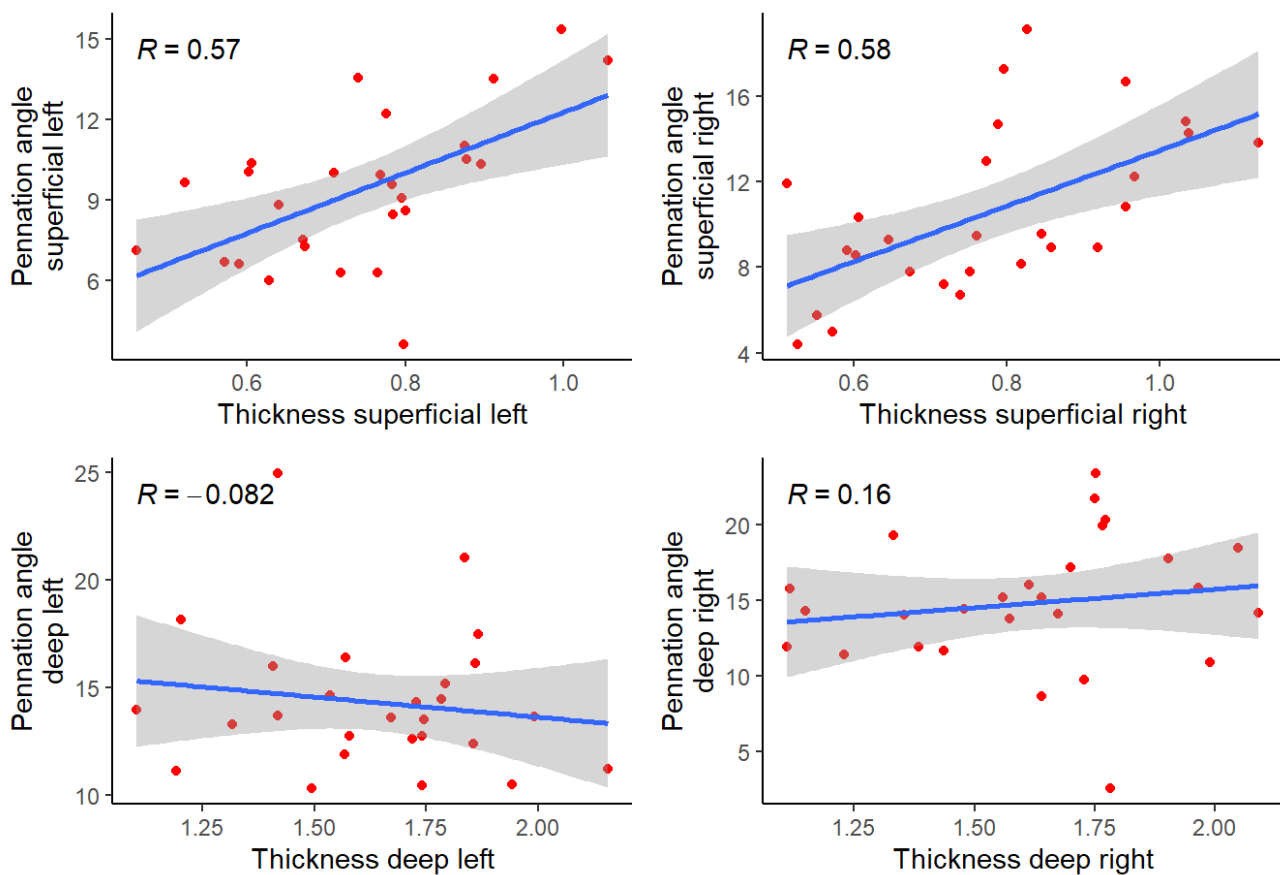 R = 0.57
Pennation angle
superficial left
15
12
9
6
0.6 0.8 1.0
Thickness superficial left
R = 0.58
Pennation angle
superficial right
16
12
8
4
0.6 0.8 1.0
Thickness superficial right
R = −0.082
Pennation angle
deep left
25
20
15
10
1.25 1.50 1.75 2.00
Thickness deep left
R = 0.16
Pennation angle
deep right
20
15
10
5
1.25 1.50 1.75 2.00
Thickness deep right